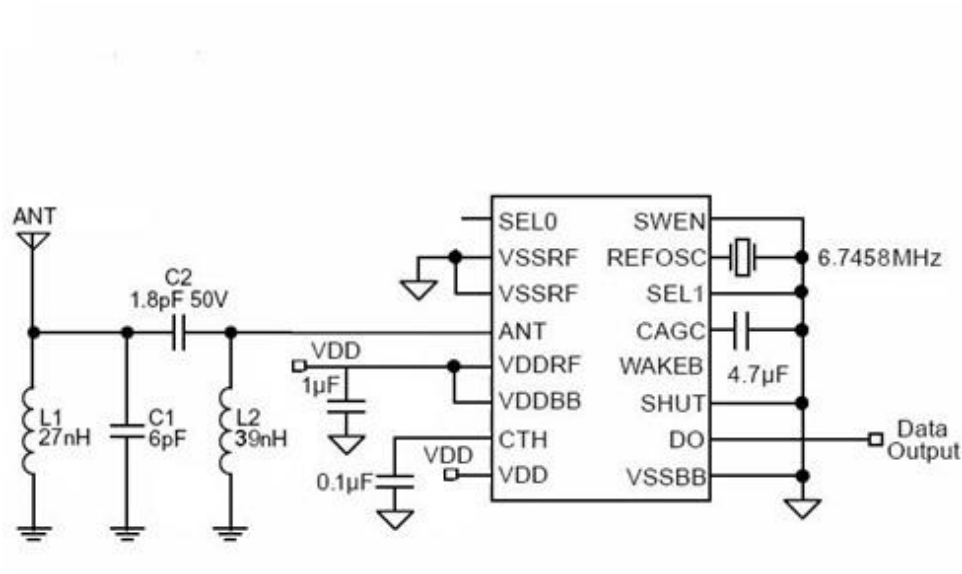 ANT
C2
1.8pF 50V
L1
27nH
C1
6pF
L2
39nH
VDD
1µF
VDD
0.1µF
SEL0
VSSRF
VSSRF
ANT
VDDRF
VDDBB
CTH
VDD
SWEN
REFOSC
SEL1
CAGC
WAKEB
SHUT
DO
VSSBB
6.7458MHz
4.7µF
Data
Output